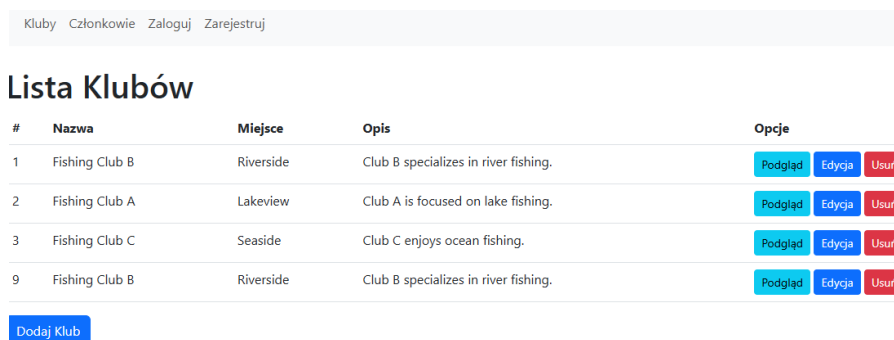 Kluby Członkowie Zaloguj Zarejestruj
Lista Klubów
# Nazwa Miejsce Opis Opcje
1 Fishing Club B Riverside Club B specializes in river fishing. Podgląd Edycja
2 Fishing Club A Lakeview Club A is focused on lake fishing. Podgląd Edycja
3 Fishing Club C Seaside Club C enjoys ocean fishing. Podgląd Edycja
9 Fishing Club B Riverside Club B specializes in river fishing. Podgląd Edycja
Dodaj Klub